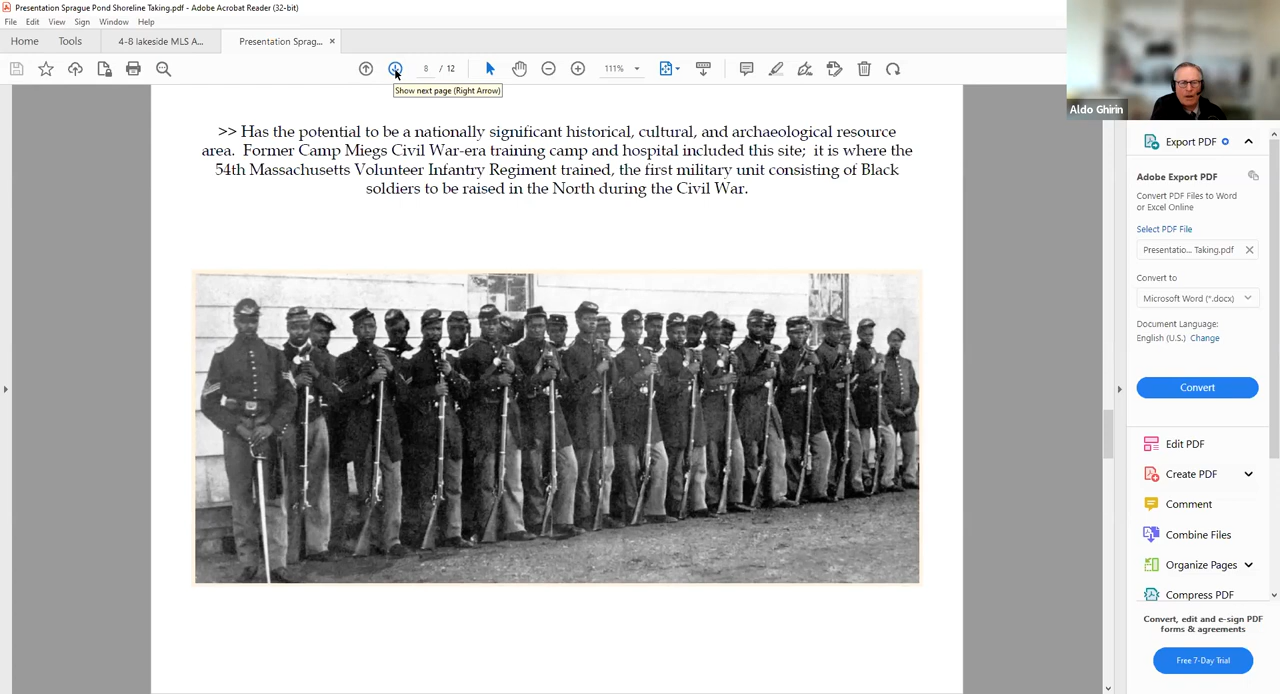 Presentation Sprague Pond Shoreline Taking.pdf - Adobe Acrobat Reader (32-bit)
File Edit View Sign Window Help
Home Tools 4-8 lakeside MLS A... Presentation Sprag... ×
8 / 12 111%
Show next page (Right Arrow)
Aldo Ghirin
>> Has the potential to be a nationally significant historical, cultural, and archaeological resource
area. Former Camp Miegs Civil War-era training camp and hospital included this site; it is where the
54th Massachusetts Volunteer Infantry Regiment trained, the first military unit consisting of Black
soldiers to be raised in the North during the Civil War.
Export PDF
Adobe Export PDF
Convert PDF Files to Word
or Excel Online
Select PDF File
Presentatio... Taking.pdf
Convert to
Microsoft Word (*.docx)
Document Language:
English (U.S.) Change
Convert
Edit PDF
Create PDF
Comment
Combine Files
Organize Pages
Compress PDF
Convert, edit and e-sign PDF
forms & agreements
Free 7-Day Trial